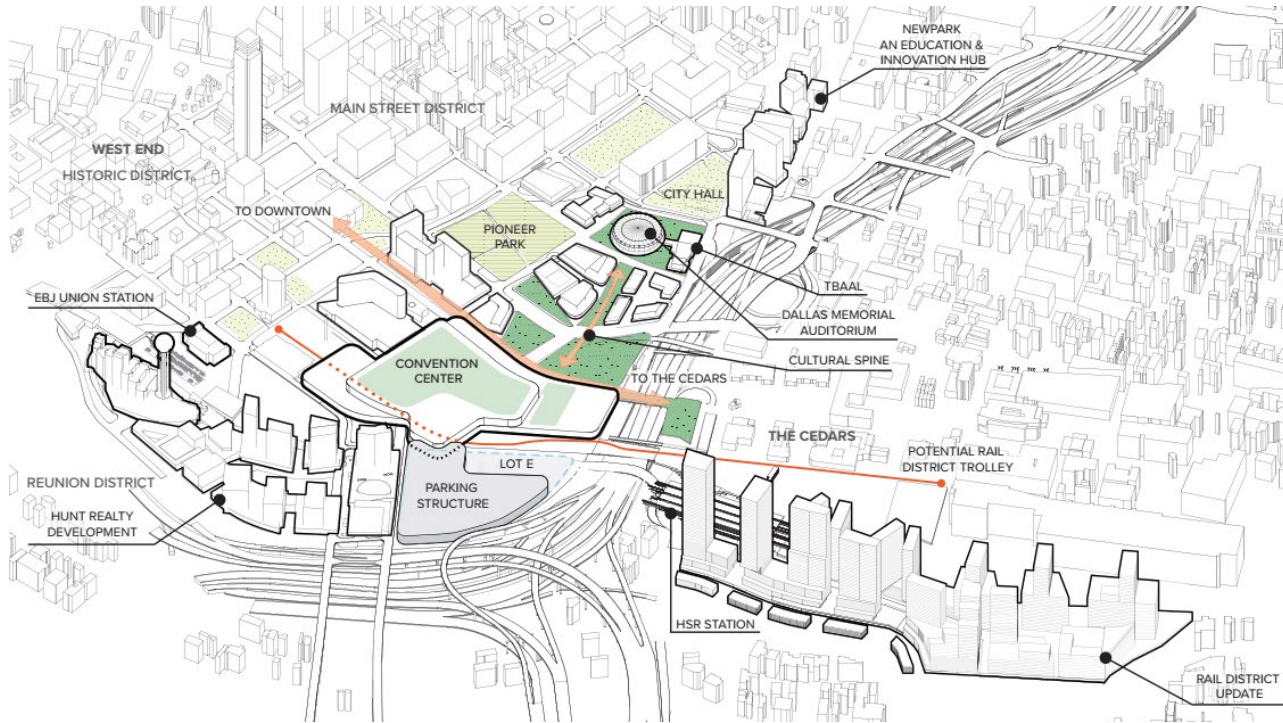 NEWPARK
AN EDUCATION &
INNOVATION HUB
MAIN STREET DISTRICT
WEST END
HISTORIC DISTRICT
CITY HALL
TO DOWNTOWN
PIONEER
PARK
TBAAL
EBJ UNION STATION
DALLAS MEMORIAL
AUDITORIUM
CULTURAL SPINE
CONVENTION
CENTER
TO THE CEDARS
THE CEDARS
POTENTIAL RAIL
DISTRICT TROLLEY
LOT E
REUNION DISTRICT
PARKING
STRUCTURE
HUNT REALTY
DEVELOPMENT
HSR STATION
RAIL DISTRICT
UPDATE